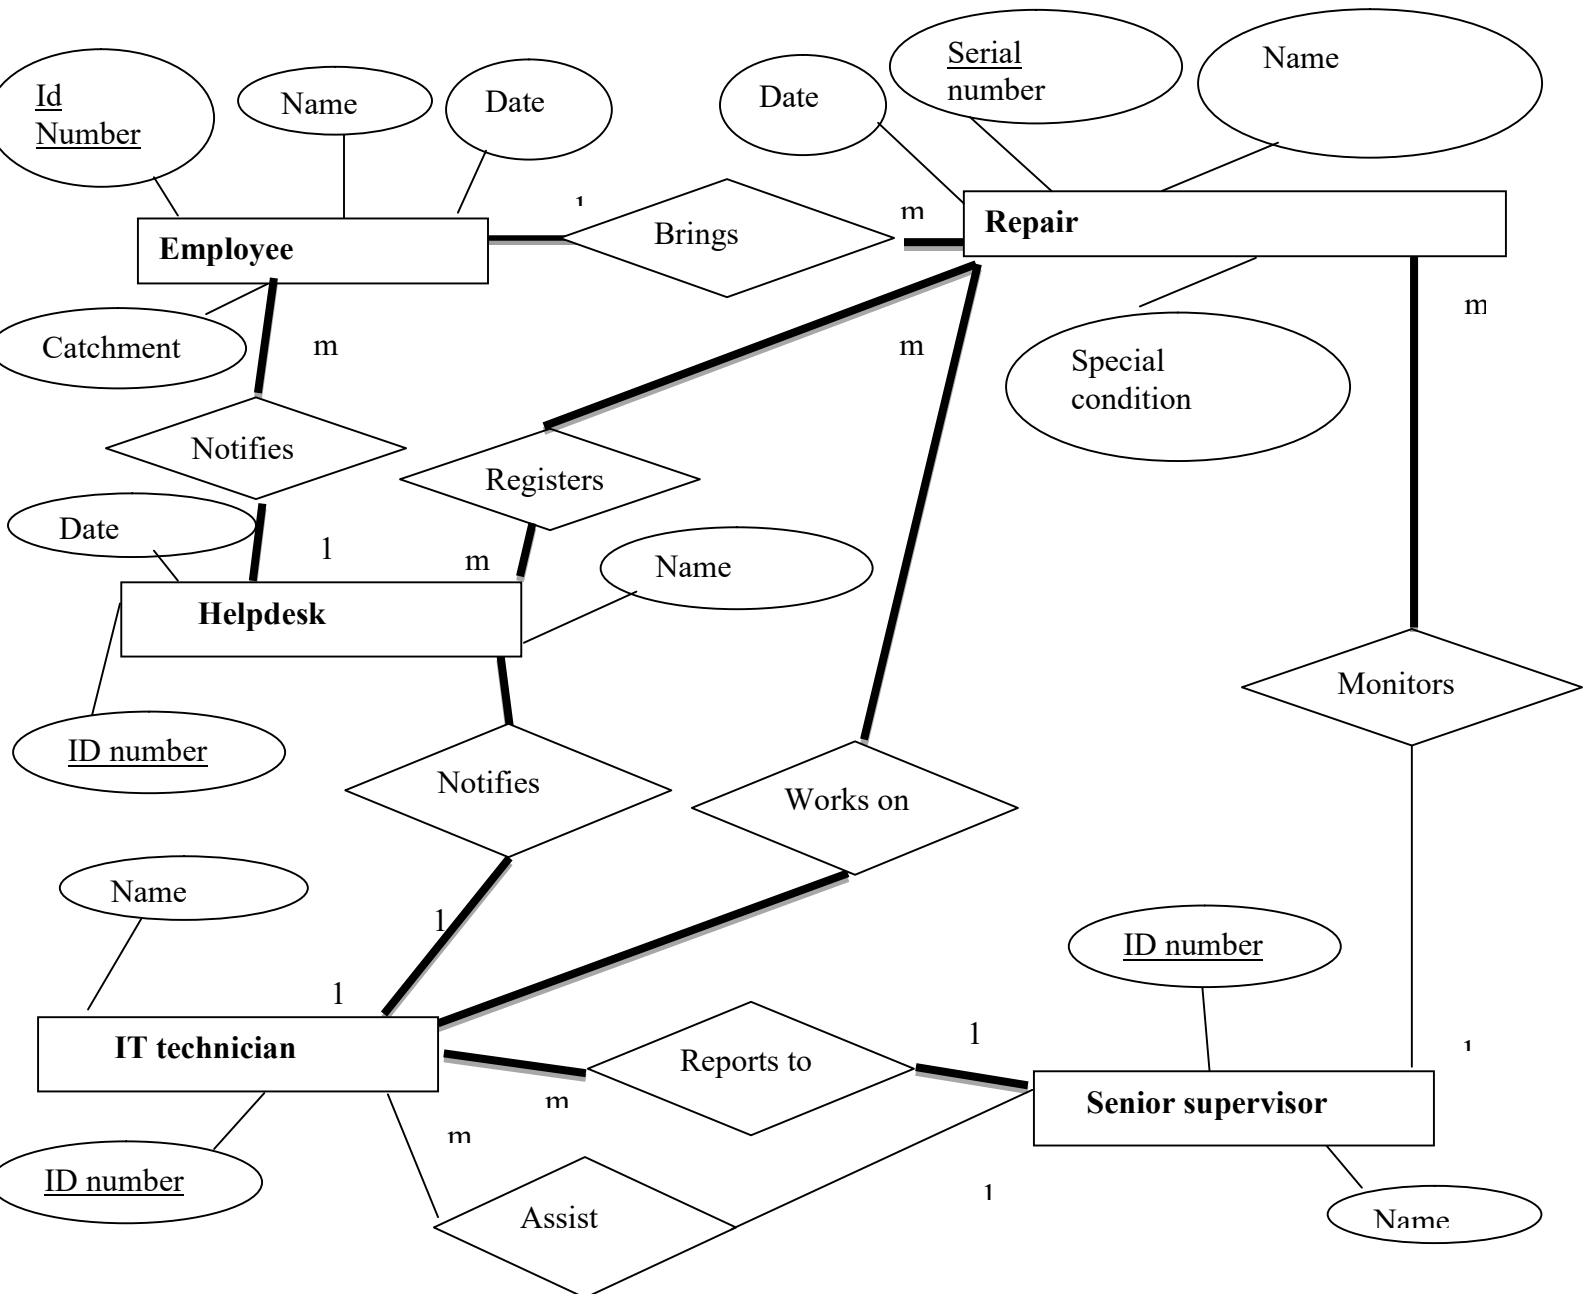 Serial
number
Name
Id
Number
Name
Date
Date
1
m
Brings
Repair
Employee
m
Catchment
m
m
Special
condition
Notifies
Registers
Date
1
m
Name
Helpdesk
Monitors
ID number
Notifies
Works on
Name
1
ID number
1
1
1
IT technician
Reports to
Senior supervisor
m
m
ID number
1
Assist
Name